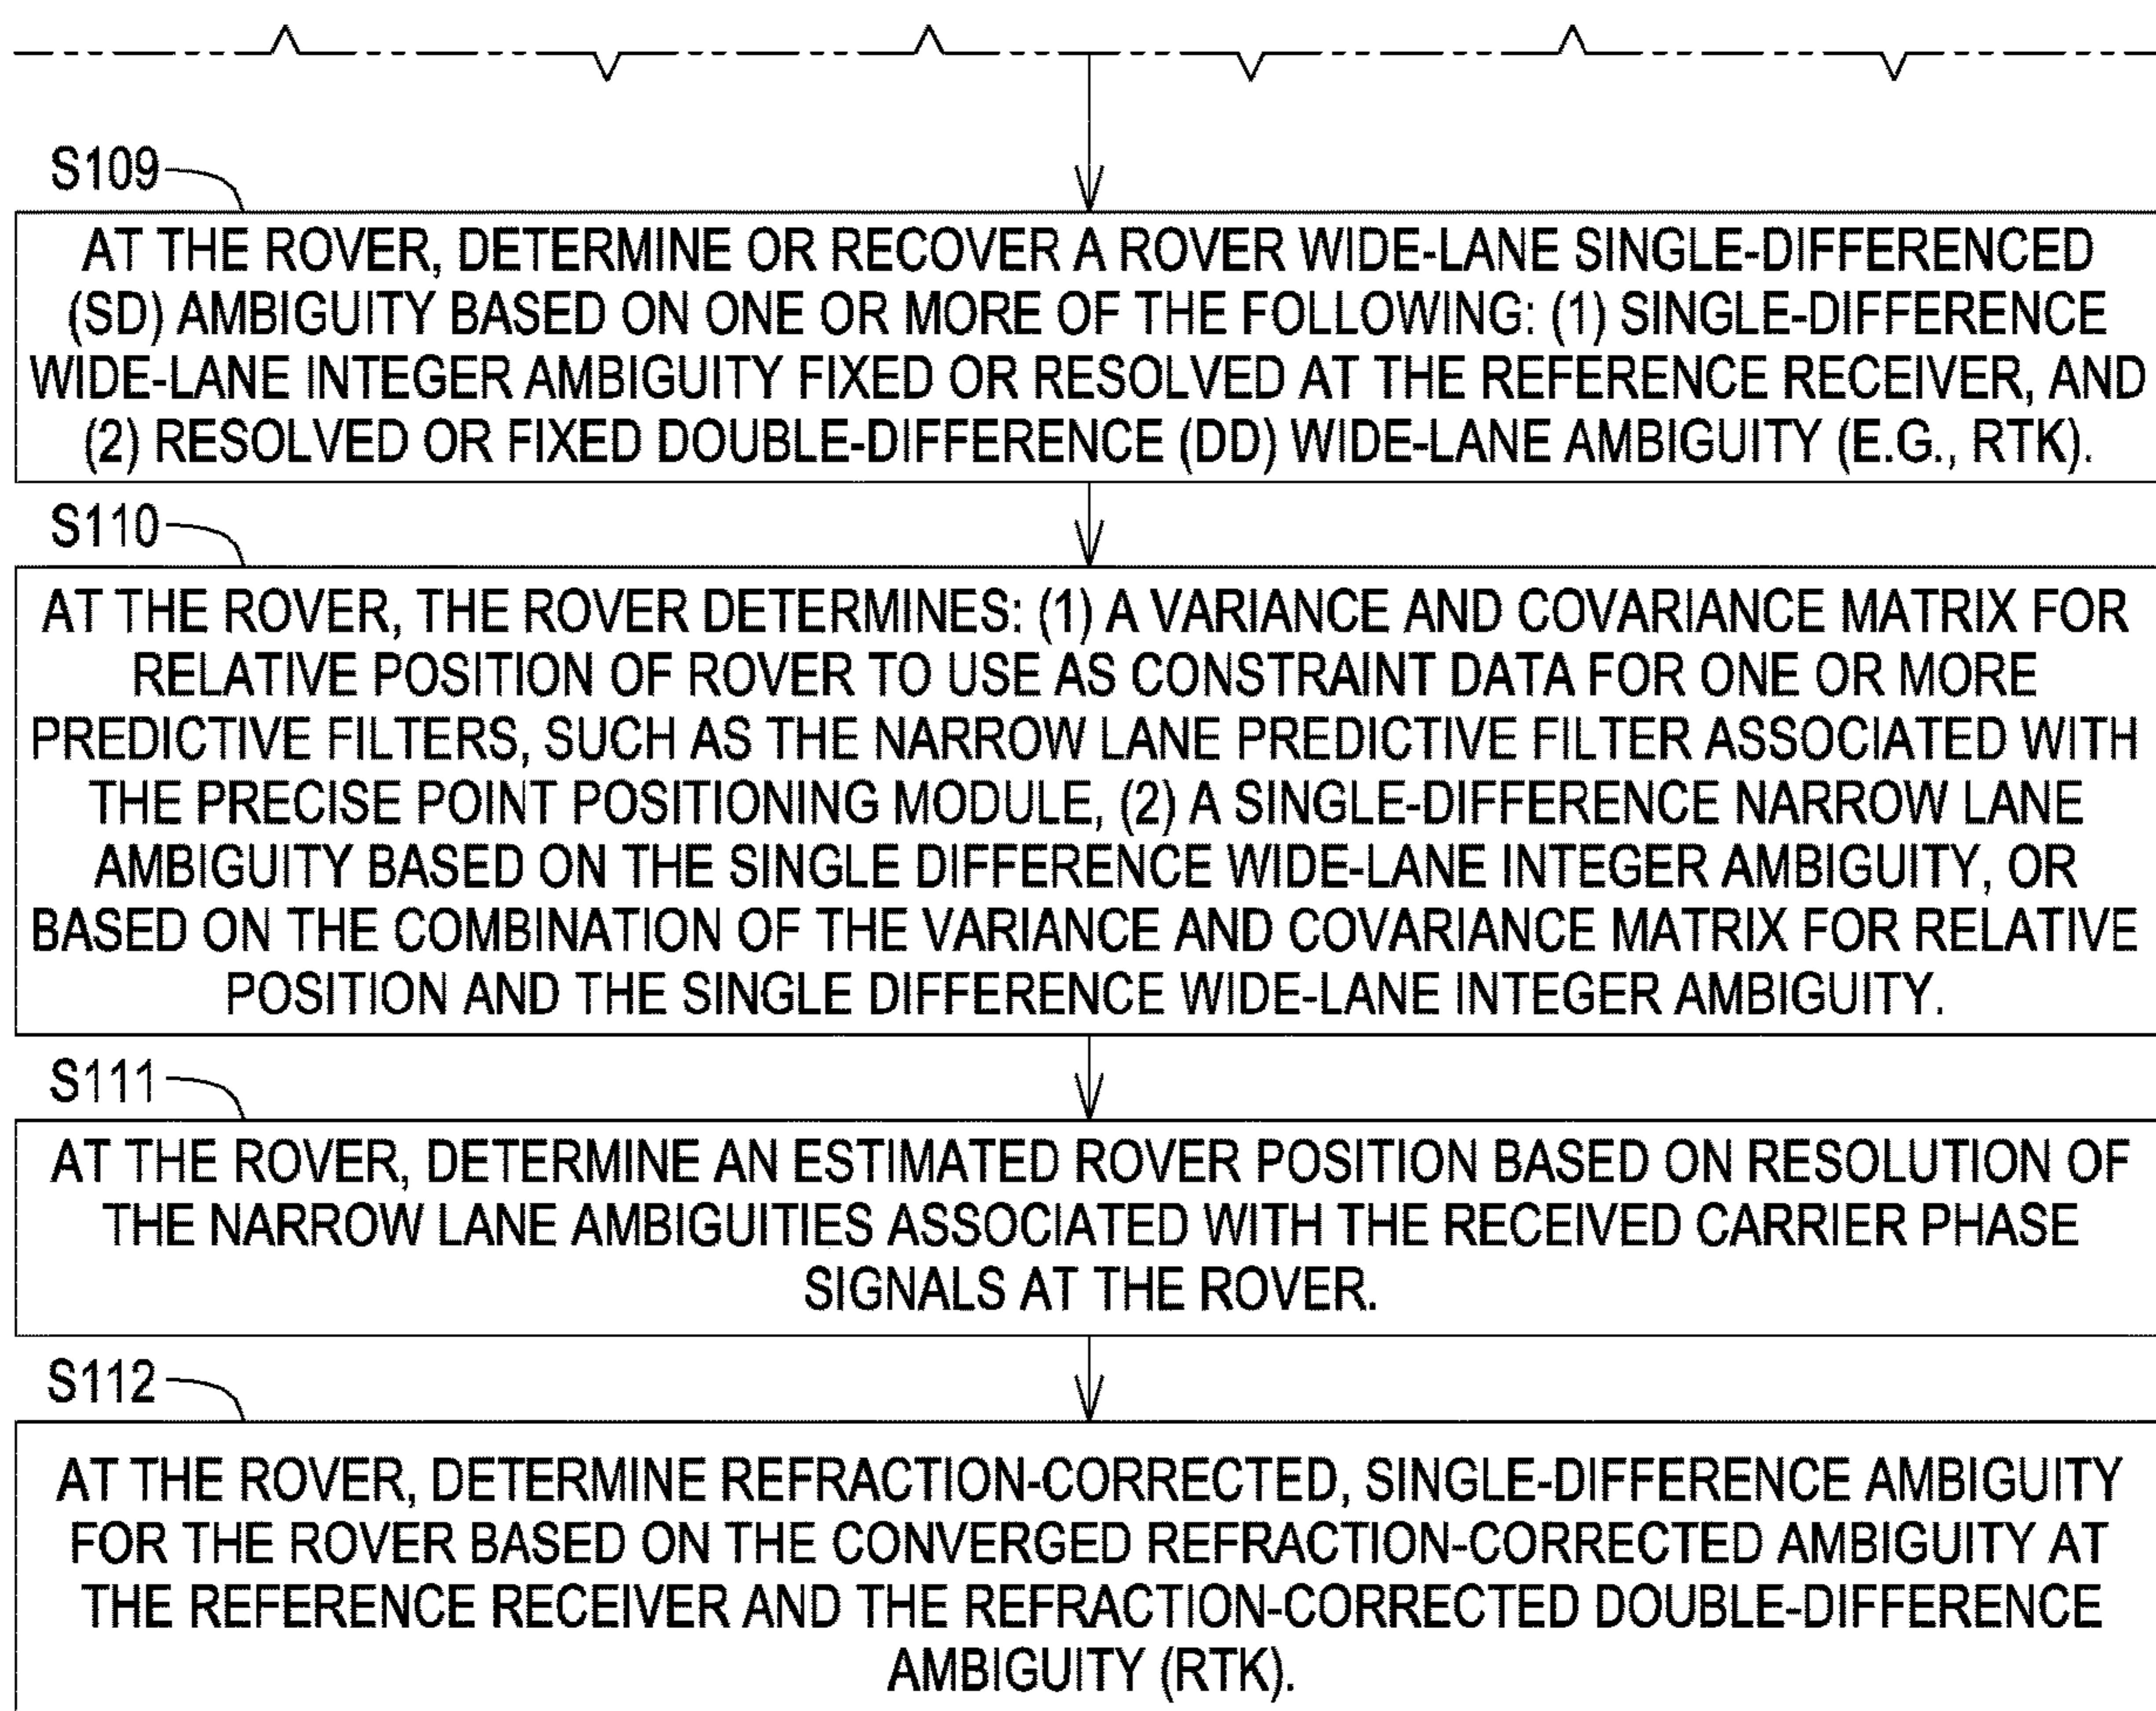 S109
AT THE ROVER, DETERMINE OR RECOVER A ROVER WIDE-LANE SINGLE-DIFFERENCED
(SD) AMBIGUITY BASED ON ONE OR MORE OF THE FOLLOWING: (1) SINGLE-DIFFERENCE
WIDE-LANE INTEGER AMBIGUITY FIXED OR RESOLVED AT THE REFERENCE RECEIVER, AND
(2) RESOLVED OR FIXED DOUBLE-DIFFERENCE (DD) WIDE-LANE AMBIGUITY (E.G., RTK).
S110
AT THE ROVER, THE ROVER DETERMINES: (1) A VARIANCE AND COVARIANCE MATRIX FOR
RELATIVE POSITION OF ROVER TO USE AS CONSTRAINT DATA FOR ONE OR MORE
PREDICTIVE FILTERS, SUCH AS THE NARROW LANE PREDICTIVE FILTER ASSOCIATED WITH
THE PRECISE POINT POSITIONING MODULE, (2) A SINGLE-DIFFERENCE NARROW LANE
AMBIGUITY BASED ON THE SINGLE DIFFERENCE WIDE-LANE INTEGER AMBIGUITY, OR
BASED ON THE COMBINATION OF THE VARIANCE AND COVARIANCE MATRIX FOR RELATIVE
POSITION AND THE SINGLE DIFFERENCE WIDE-LANE INTEGER AMBIGUITY.
S111
AT THE ROVER, DETERMINE AN ESTIMATED ROVER POSITION BASED ON RESOLUTION OF
THE NARROW LANE AMBIGUITIES ASSOCIATED WITH THE RECEIVED CARRIER PHASE
SIGNALS AT THE ROVER.
S112
AT THE ROVER, DETERMINE REFRACTION-CORRECTED, SINGLE-DIFFERENCE AMBIGUITY
FOR THE ROVER BASED ON THE CONVERGED REFRACTION-CORRECTED AMBIGUITY AT
THE REFERENCE RECEIVER AND THE REFRACTION-CORRECTED DOUBLE-DIFFERENCE
AMBIGUITY (RTK).